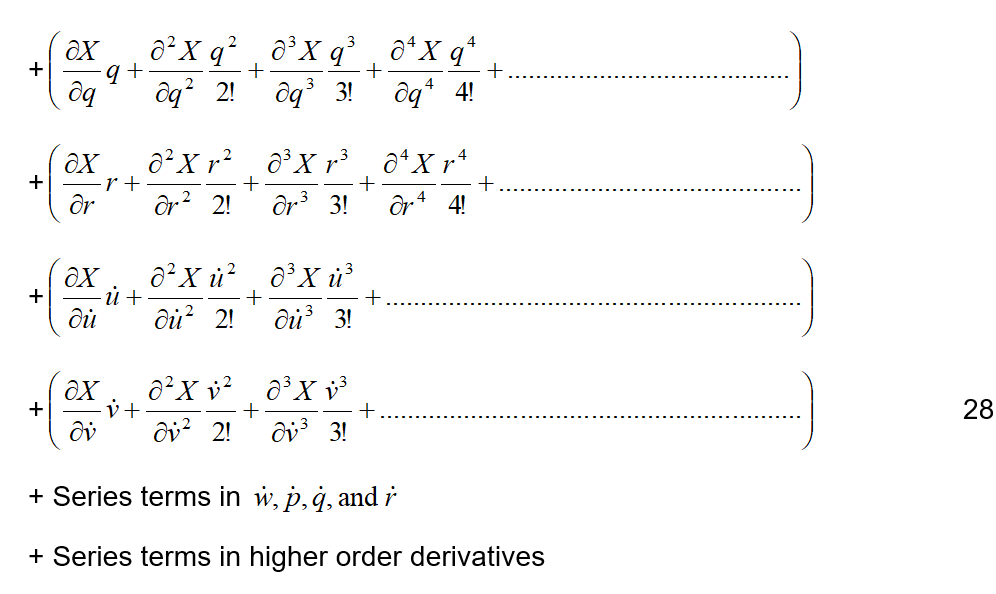 +(∂X/∂q q + ∂²X/∂q² q²/2! + ∂³X/∂q³ q³/3! + ∂⁴X/∂q⁴ q⁴/4! + ........................................)
+(∂X/∂r r + ∂²X/∂r² r²/2! + ∂³X/∂r³ r³/3! + ∂⁴X/∂r⁴ r⁴/4! + ...........................................)
+(∂X/∂u̇ u̇ + ∂²X/∂u̇² u̇²/2! + ∂³X/∂u̇³ u̇³/3! + ...........................................................)
+(∂X/∂v̇ v̇ + ∂²X/∂v̇² v̇²/2! + ∂³X/∂v̇³ v̇³/3! + ............................................................) 28
+ Series terms in ẇ, ṗ, q̇, and ṙ
+ Series terms in higher order derivatives